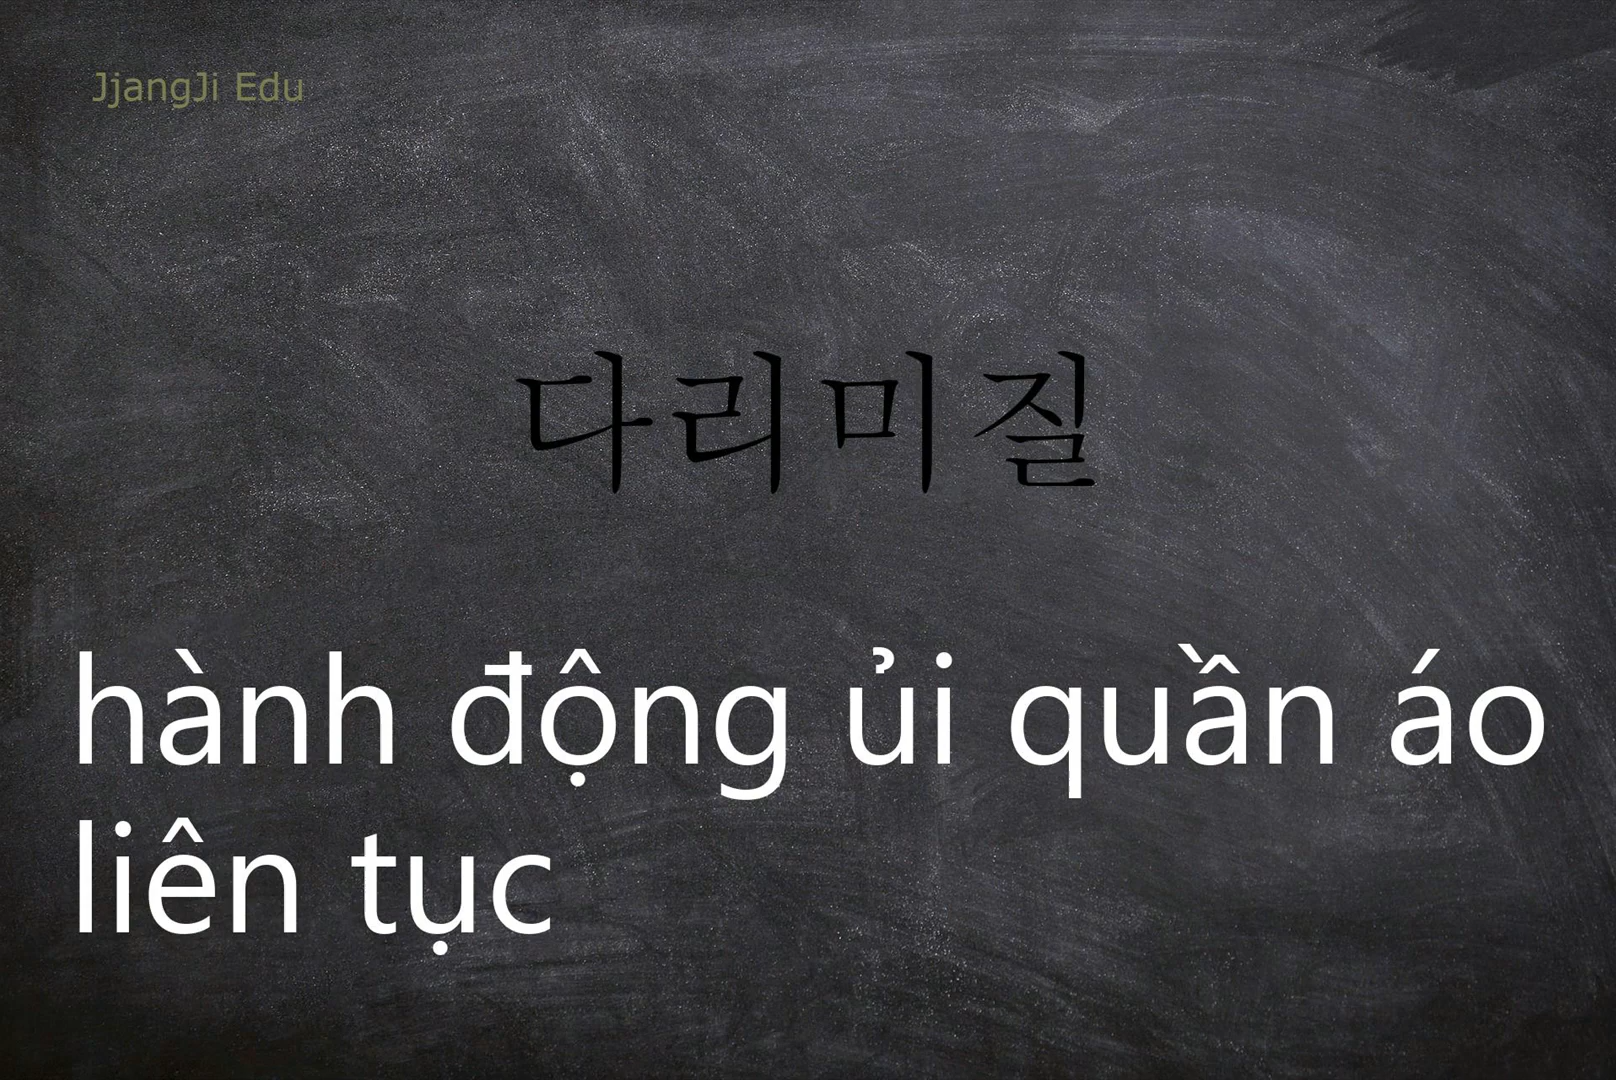 JjangJi Edu
다리미질
hành động ủi quần áo
liên tục